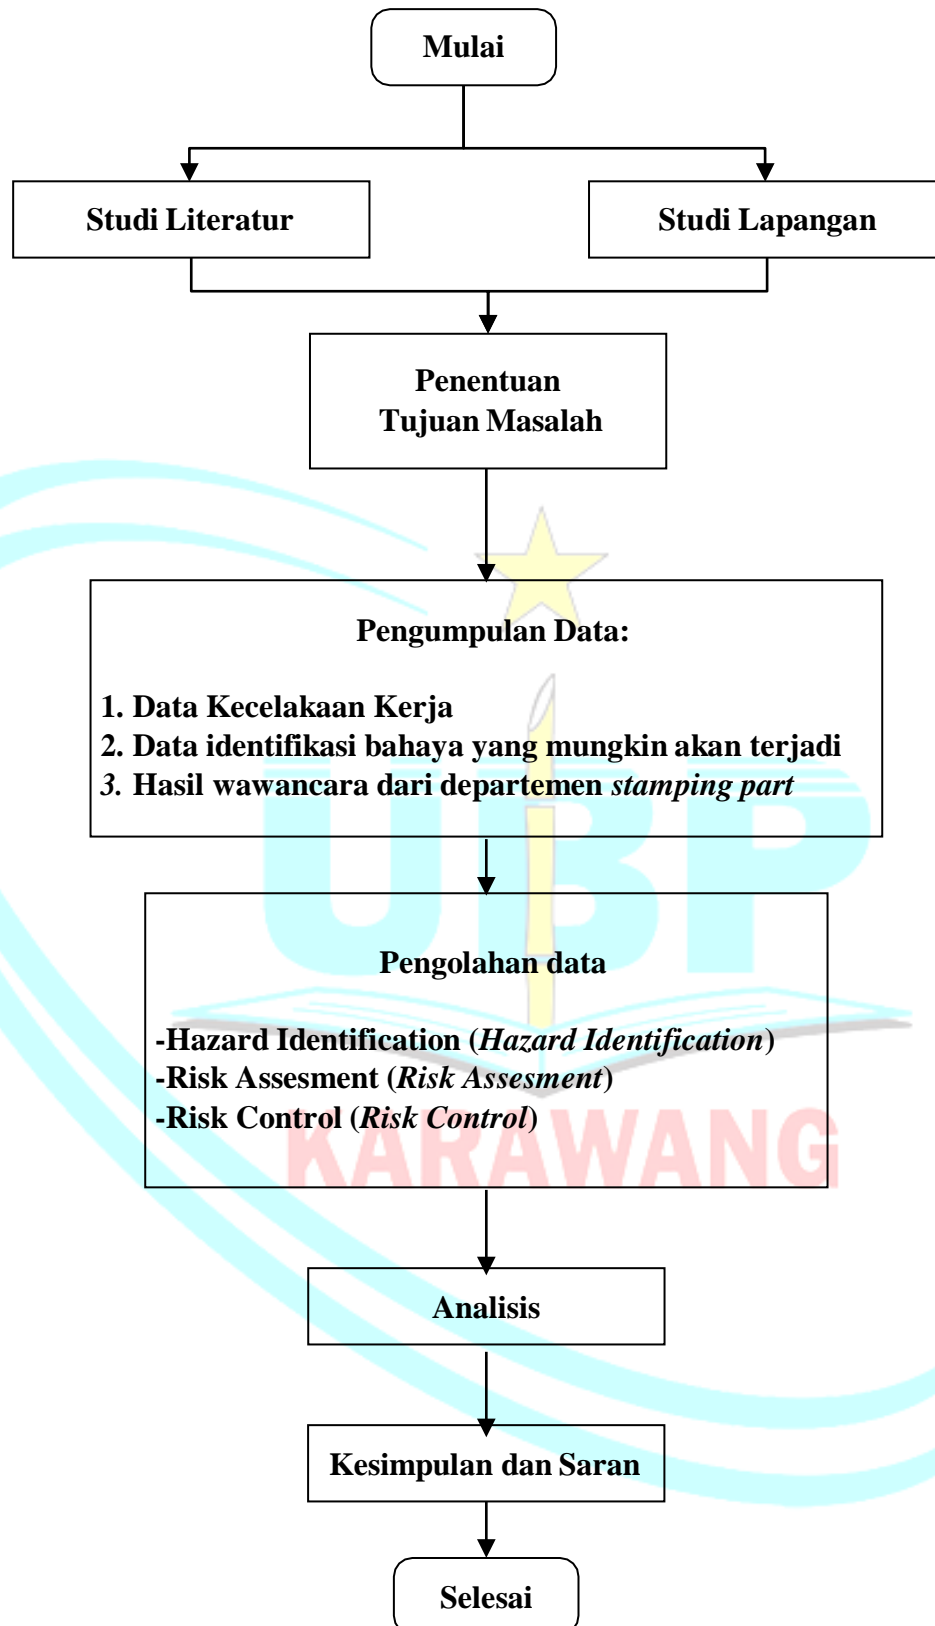 Mulai
Studi Literatur
Studi Lapangan
Penentuan
Tujuan Masalah
Pengumpulan Data:
1. Data Kecelakaan Kerja
2. Data identifikasi bahaya yang mungkin akan terjadi
3. Hasil wawancara dari departemen stamping part
UBP
Pengolahan data
-Hazard Identification (Hazard Identification)
-Risk Assesment (Risk Assesment)
-Risk Control (Risk Control)
KARAWANG
Analisis
Kesimpulan dan Saran
Selesai